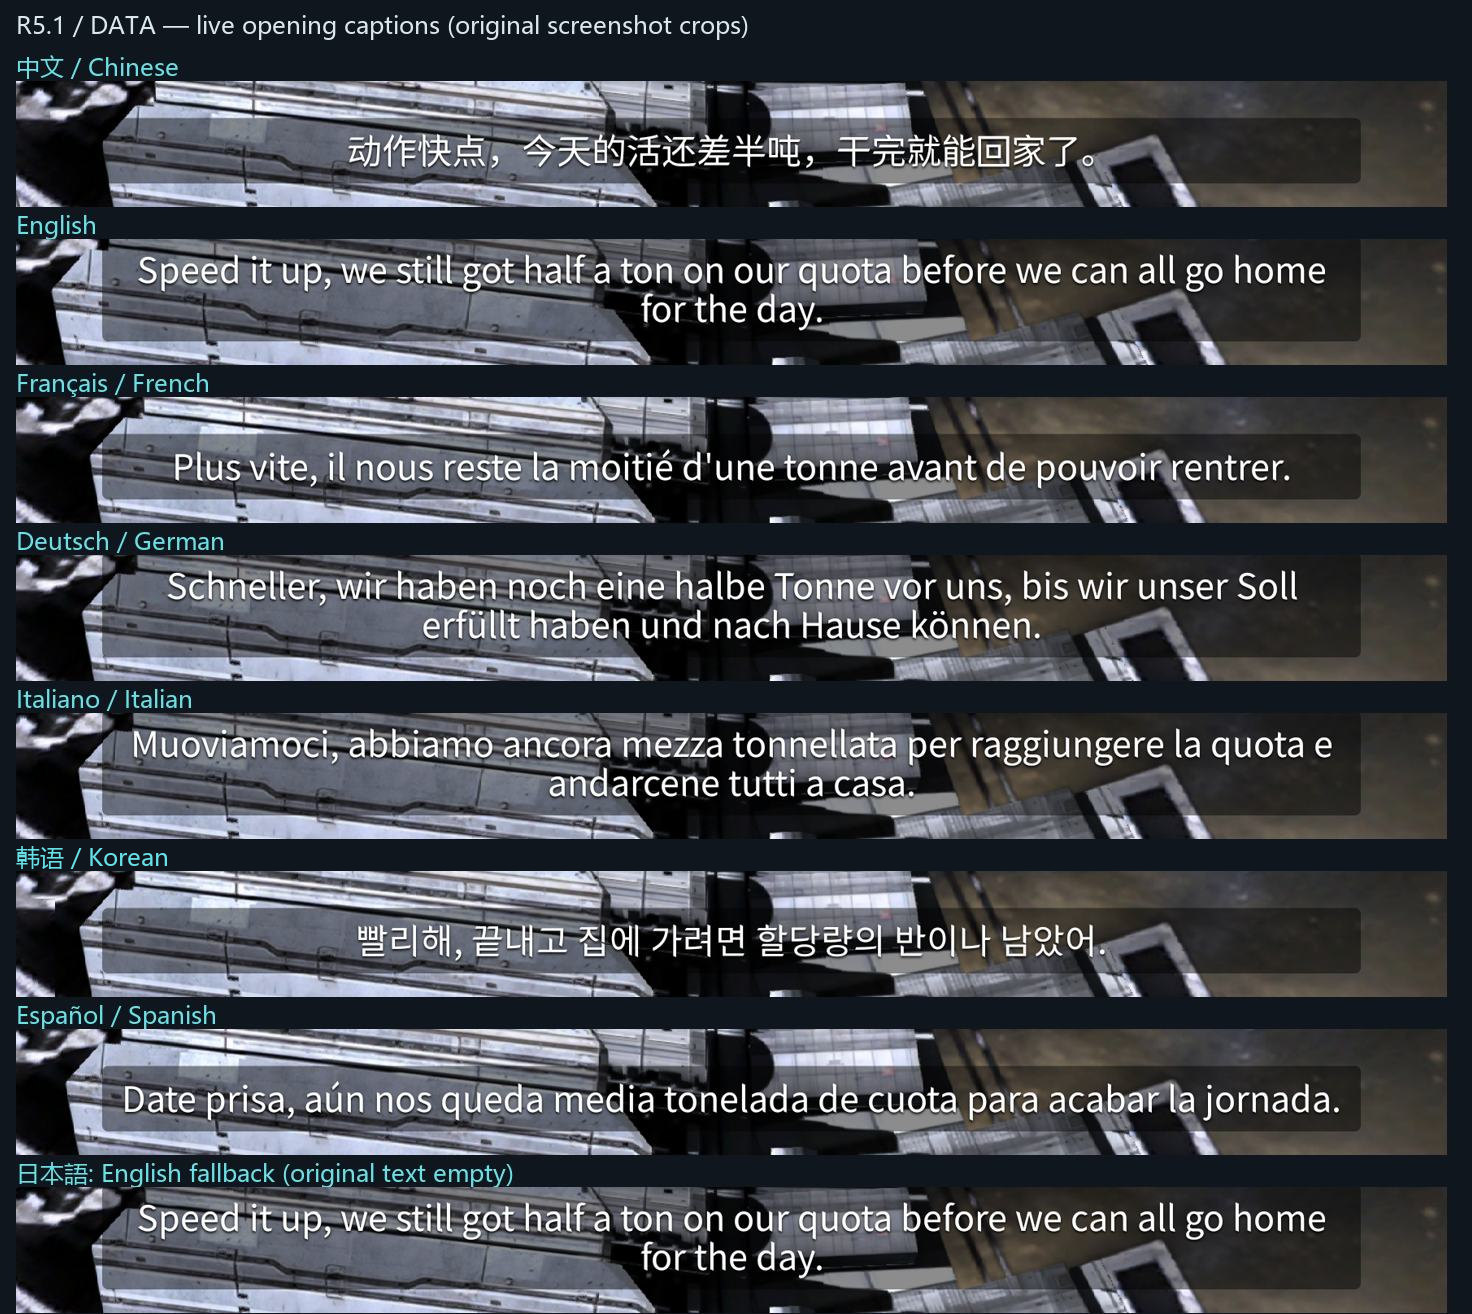 R5.1 / DATA — live opening captions (original screenshot crops)
中文 / Chinese
动作快点，今天的活还差半吨，干完就能回家了。
English
Speed it up, we still got half a ton on our quota before we can all go home
for the day.
Français / French
Plus vite, il nous reste la moitié d'une tonne avant de pouvoir rentrer.
Deutsch / German
Schneller, wir haben noch eine halbe Tonne vor uns, bis wir unser Soll
erfüllt haben und nach Hause können.
Italiano / Italian
Muoviamoci, abbiamo ancora mezza tonnellata per raggiungere la quota e
andarcene tutti a casa.
韩语 / Korean
빨리해, 끝내고 집에 가려면 할당량의 반이나 남았어.
Español / Spanish
Date prisa, aún nos queda media tonelada de cuota para acabar la jornada.
日本語: English fallback (original text empty)
Speed it up, we still got half a ton on our quota before we can all go home
for the day.